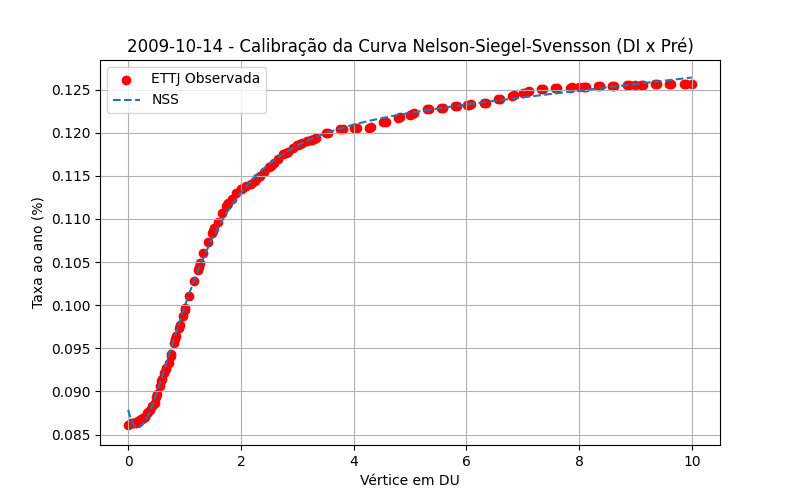 2009-10-14 - Calibração da Curva Nelson-Siegel-Svensson (DI x Pré)
ETTJ Observada
NSS
Taxa ao ano (%)
0.125
0.120
0.115
0.110
0.105
0.100
0.095
0.090
0.085
0 2 4 6 8 10
Vértice em DU